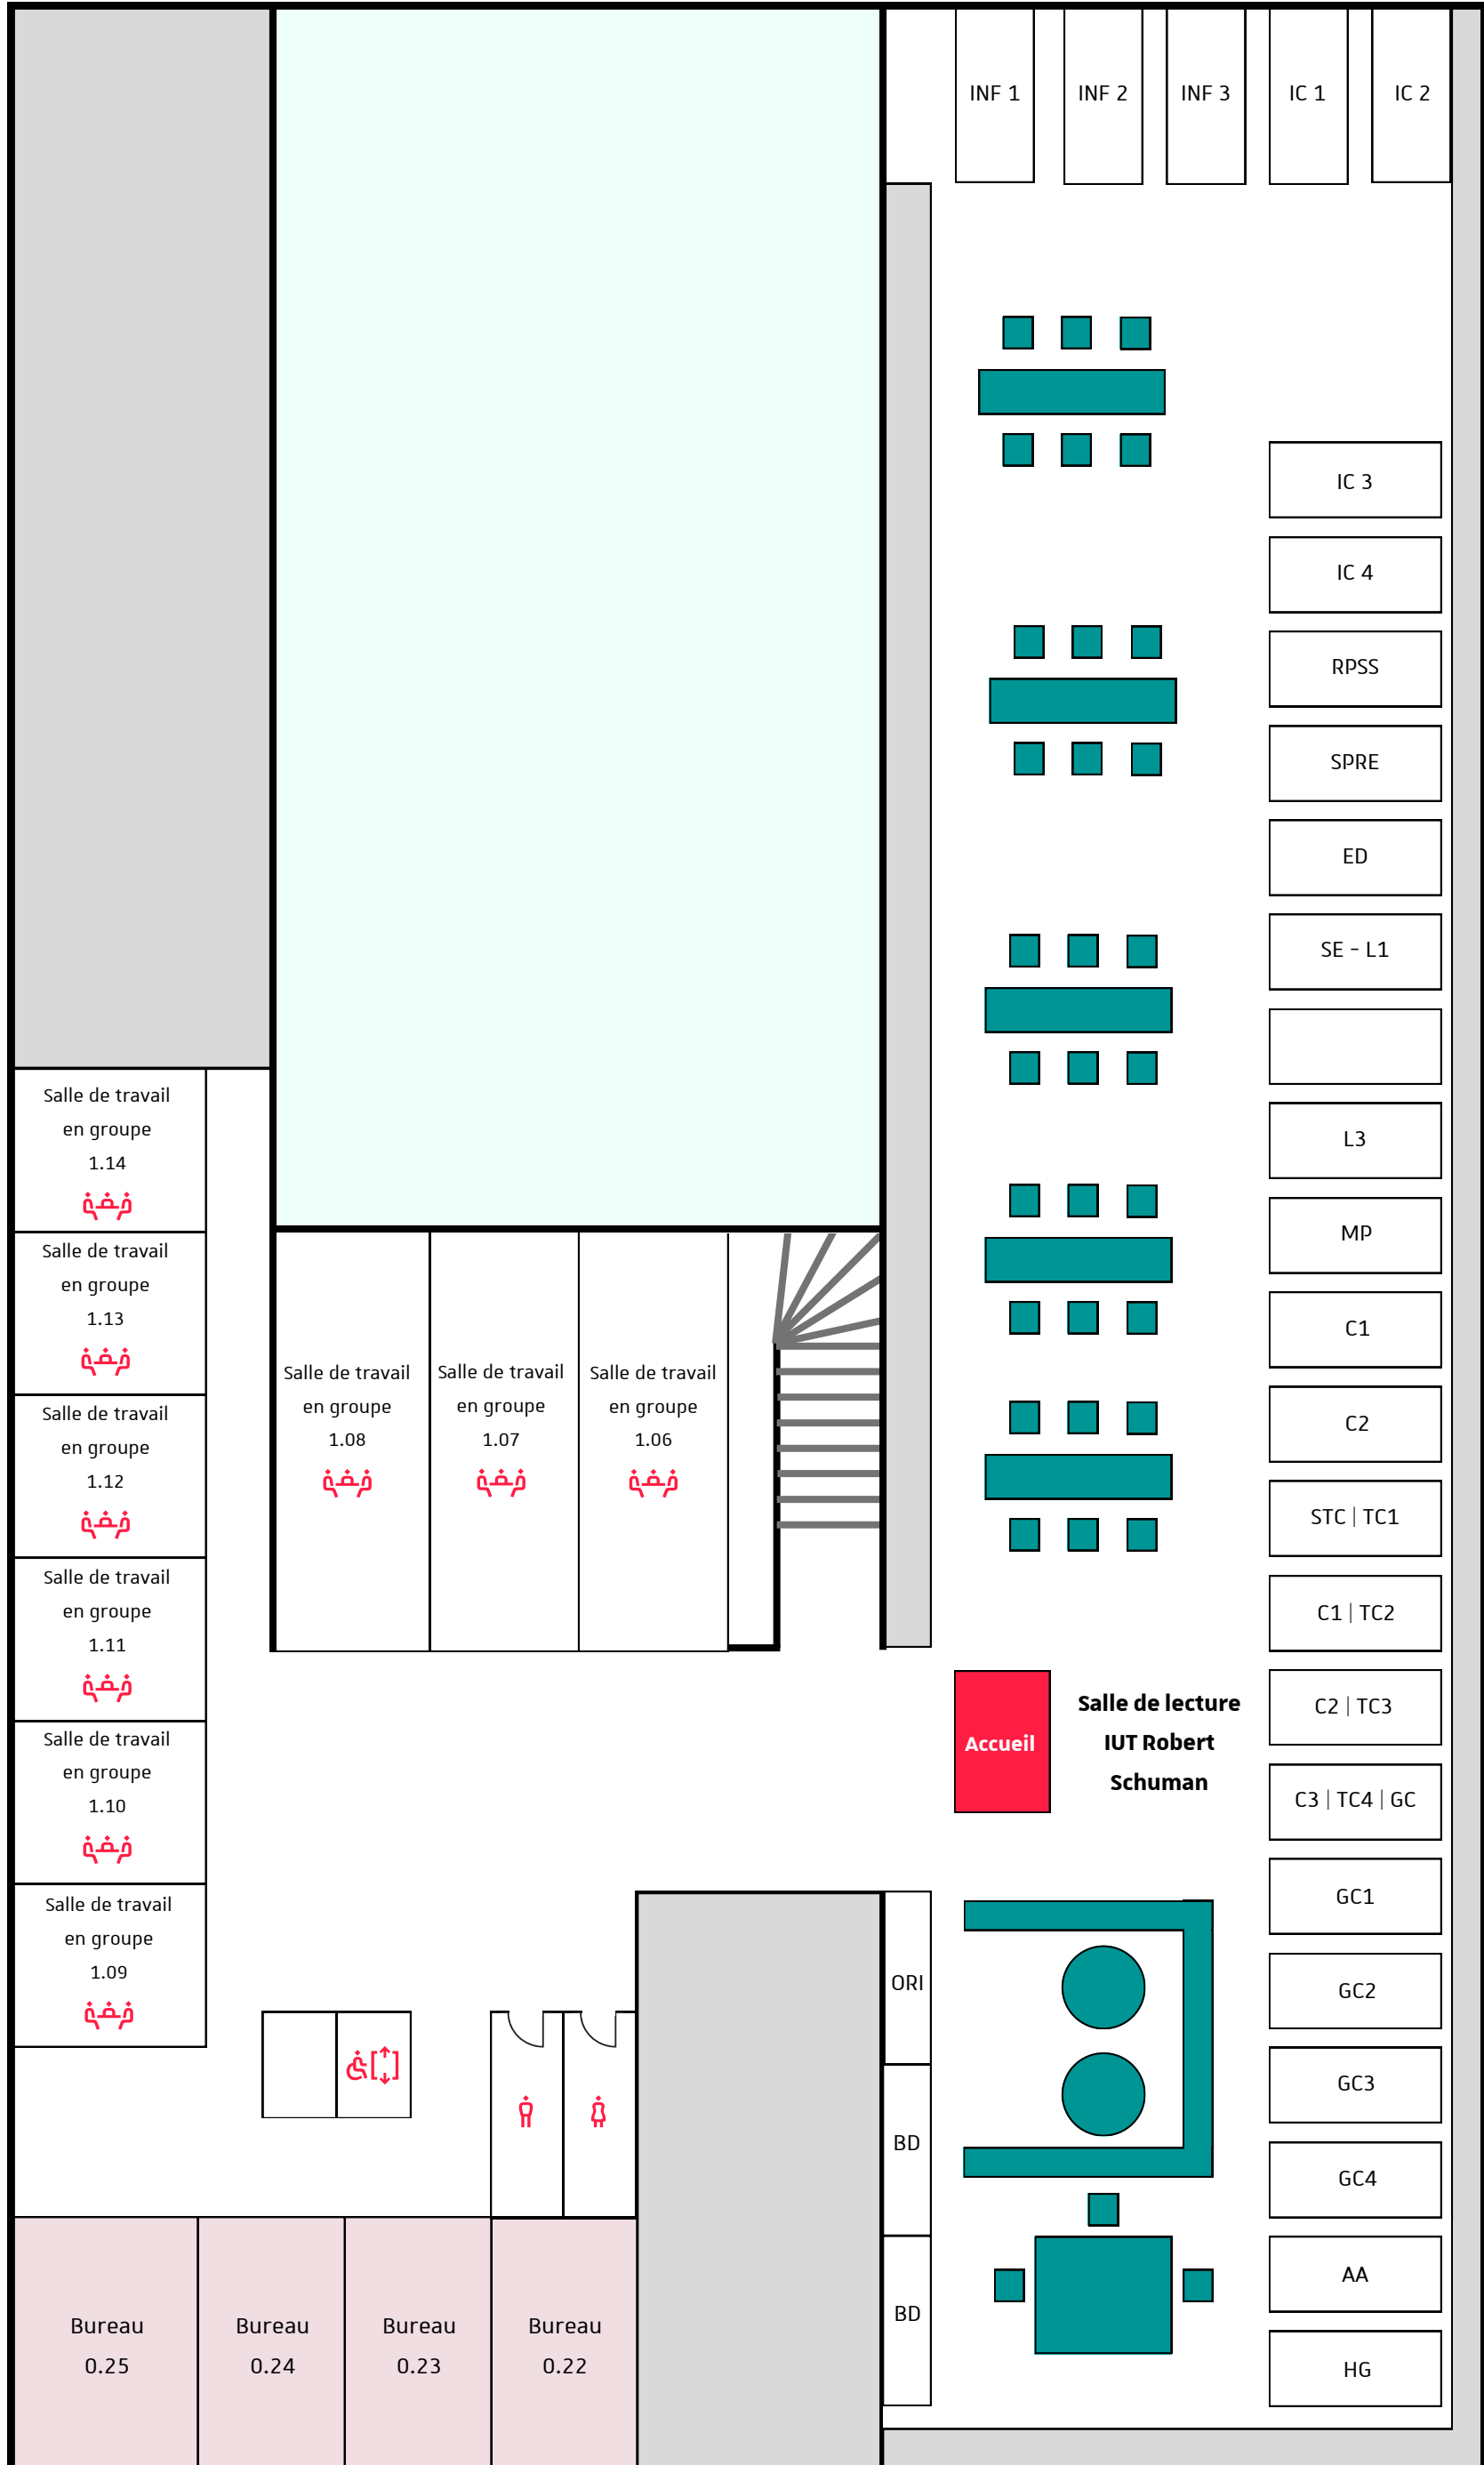 INF 1
INF 2
INF 3
IC 1
IC 2
IC 3
IC 4
RPSS
SPRE
ED
SE - L1
L3
MP
C1
C2
STC | TC1
C1 | TC2
C2 | TC3
C3 | TC4 | GC
GC1
GC2
GC3
GC4
AA
HG
Salle de travail
en groupe
1.14
Salle de travail
en groupe
1.13
Salle de travail
en groupe
1.12
Salle de travail
en groupe
1.11
Salle de travail
en groupe
1.10
Salle de travail
en groupe
1.09
Salle de travail
en groupe
1.08
Salle de travail
en groupe
1.07
Salle de travail
en groupe
1.06
Accueil
Salle de lecture
IUT Robert
Schuman
ORI
BD
BD
Bureau
0.25
Bureau
0.24
Bureau
0.23
Bureau
0.22